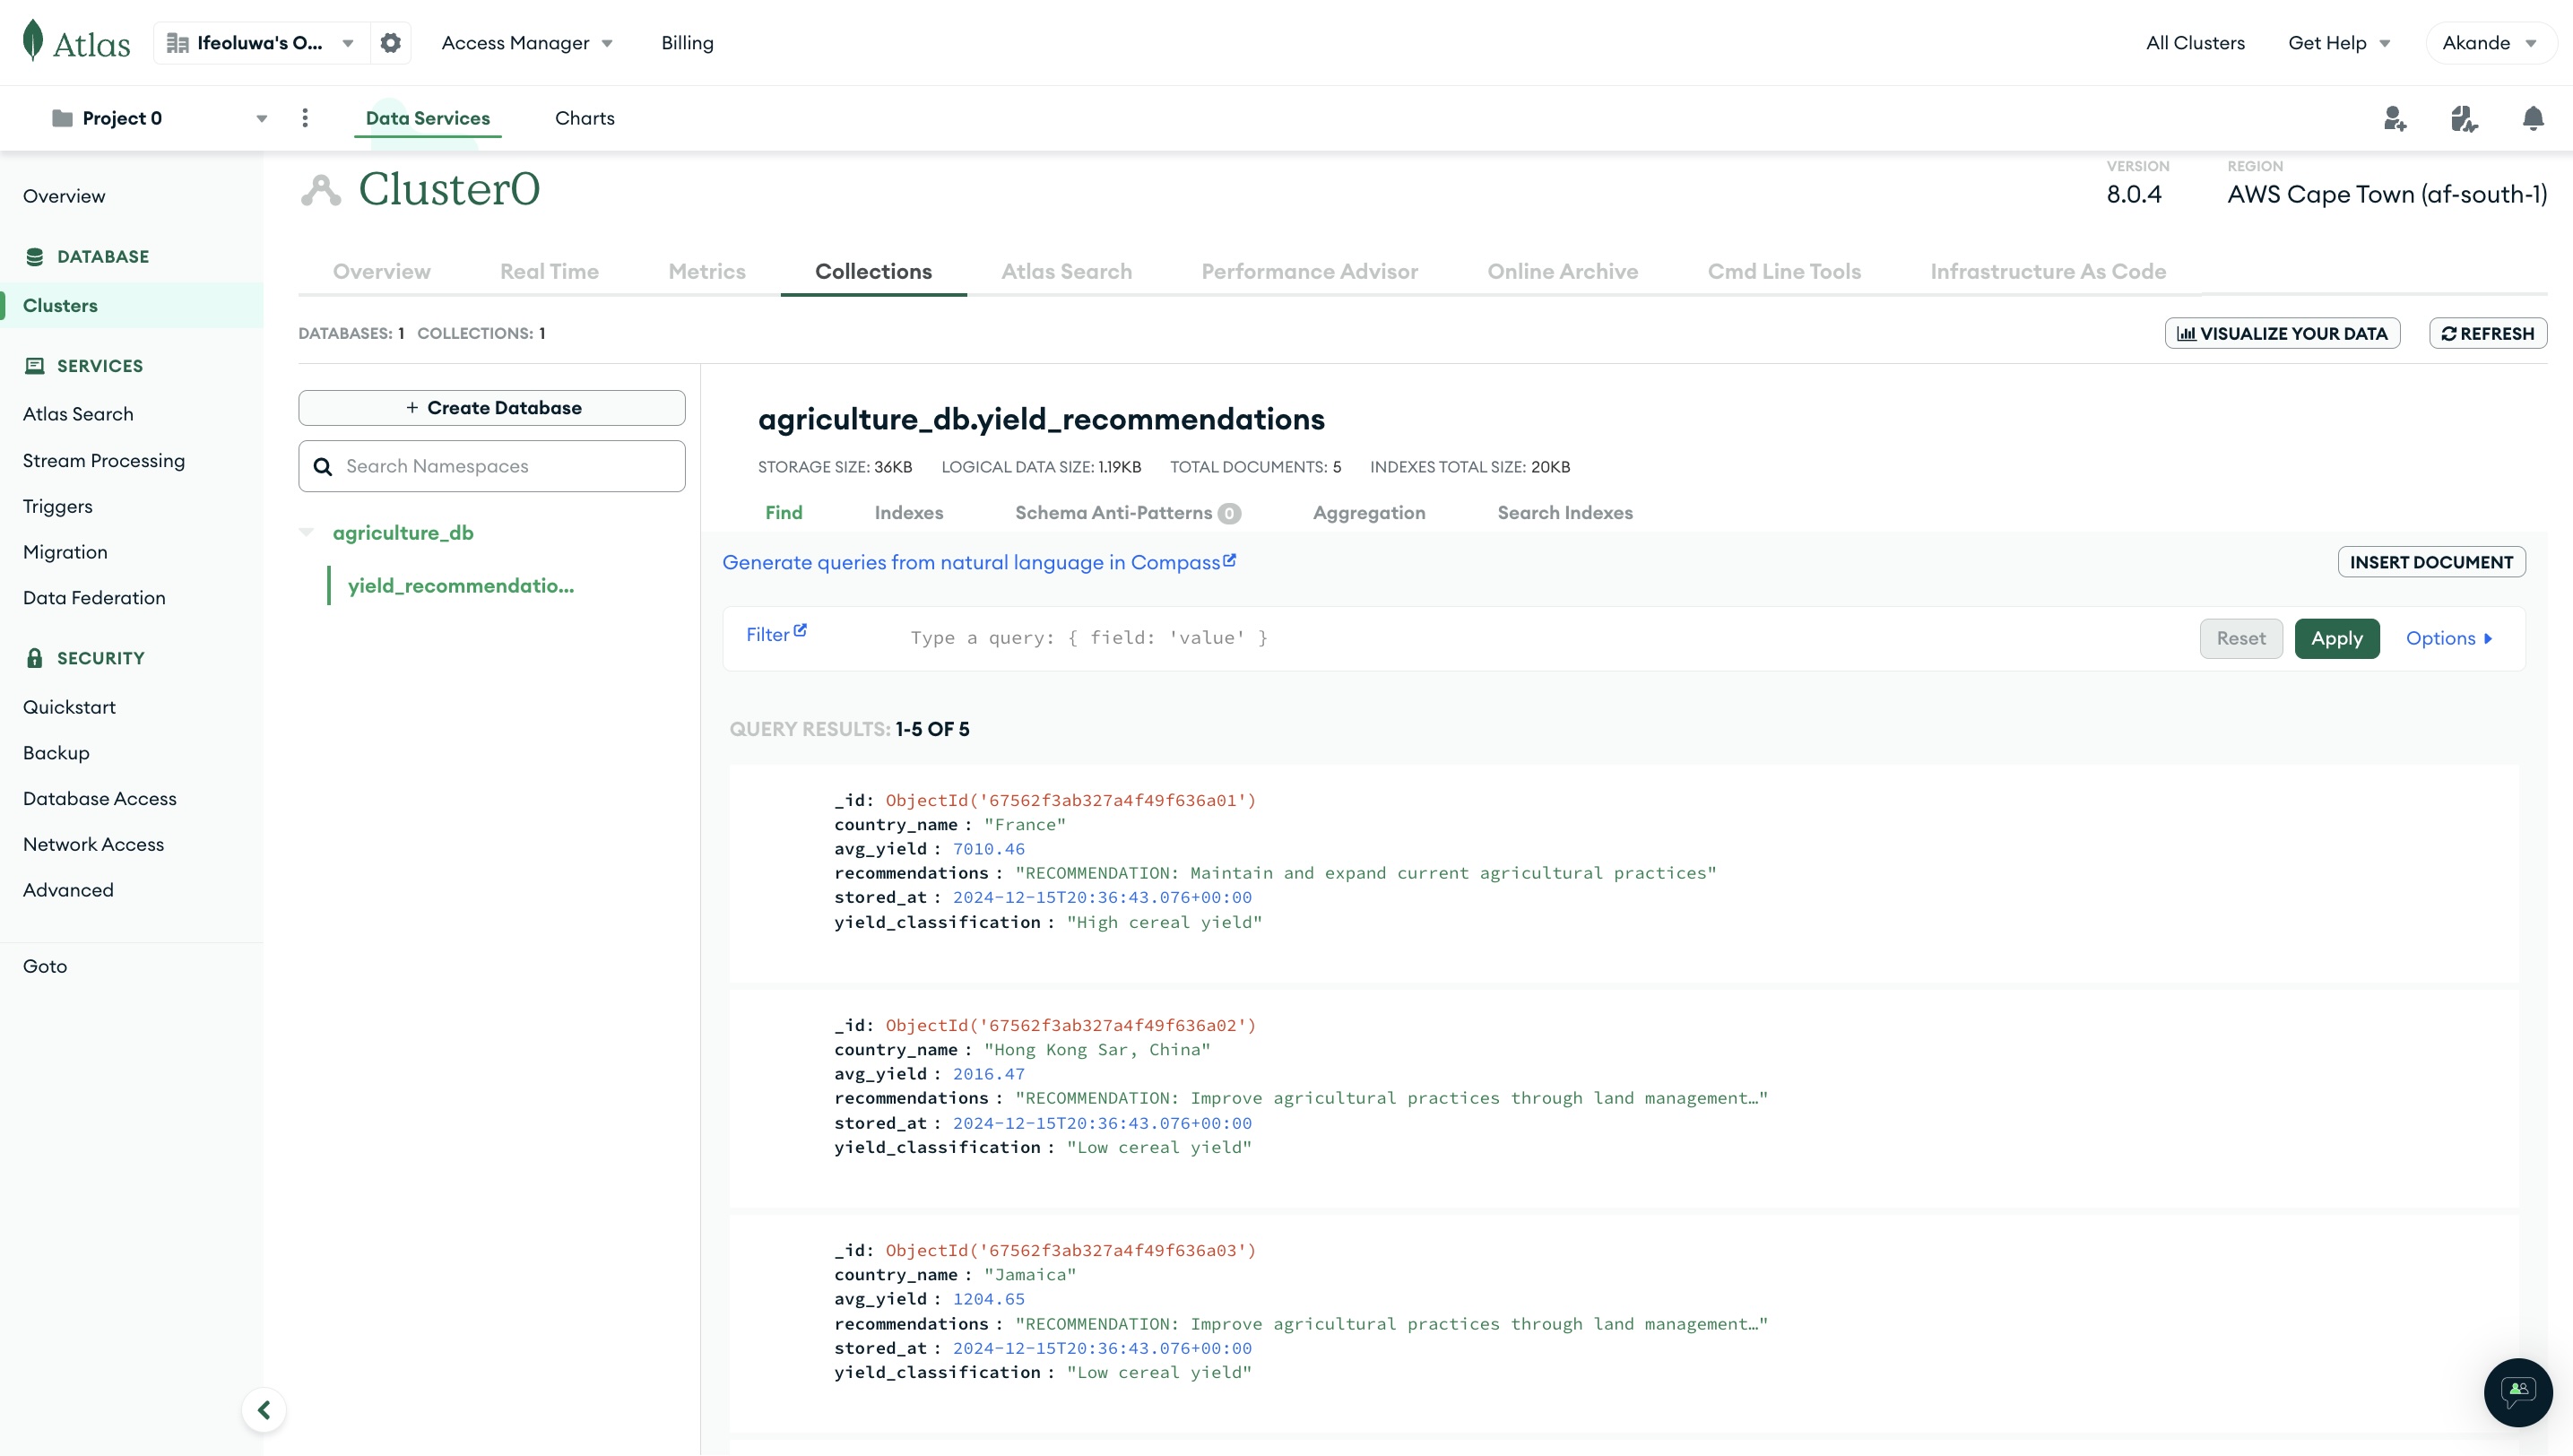 Atlas
Ifeoluwa's O...
Access Manager
Billing
All Clusters
Get Help
Akande
Project 0
Data Services
Charts
Overview
DATABASE
Clusters
SERVICES
Atlas Search
Stream Processing
Triggers
Migration
Data Federation
SECURITY
Quickstart
Backup
Database Access
Network Access
Advanced
Goto
Cluster0
VERSION
8.0.4
REGION
AWS Cape Town (af-south-1)
Overview
Real Time
Metrics
Collections
Atlas Search
Performance Advisor
Online Archive
Cmd Line Tools
Infrastructure As Code
DATABASES: 1 COLLECTIONS: 1
VISUALIZE YOUR DATA
REFRESH
+ Create Database
Search Namespaces
agriculture_db
yield_recommendatio...
agriculture_db.yield_recommendations
STORAGE SIZE: 36KB LOGICAL DATA SIZE: 1.19KB TOTAL DOCUMENTS: 5 INDEXES TOTAL SIZE: 20KB
Find
Indexes
Schema Anti-Patterns 0
Aggregation
Search Indexes
Generate queries from natural language in Compass
INSERT DOCUMENT
Filter
Type a query: { field: 'value' }
Reset
Apply
Options
QUERY RESULTS: 1-5 OF 5
_id: ObjectId('67562f3ab327a4f49f636a01')
country_name : "France"
avg_yield : 7010.46
recommendations : "RECOMMENDATION: Maintain and expand current agricultural practices"
stored_at : 2024-12-15T20:36:43.076+00:00
yield_classification : "High cereal yield"
_id: ObjectId('67562f3ab327a4f49f636a02')
country_name : "Hong Kong Sar, China"
avg_yield : 2016.47
recommendations : "RECOMMENDATION: Improve agricultural practices through land management…"
stored_at : 2024-12-15T20:36:43.076+00:00
yield_classification : "Low cereal yield"
_id: ObjectId('67562f3ab327a4f49f636a03')
country_name : "Jamaica"
avg_yield : 1204.65
recommendations : "RECOMMENDATION: Improve agricultural practices through land management…"
stored_at : 2024-12-15T20:36:43.076+00:00
yield_classification : "Low cereal yield"